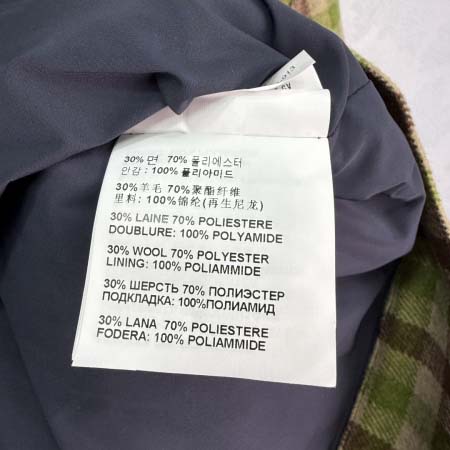 30% 면 70% 폴리에스터
안감: 100% 폴리아미드
30%羊毛 70%聚酯纤维
里料: 100%锦纶(再生尼龙)
30% LAINE 70% POLIESTERE
DOUBLURE: 100% POLYAMIDE
30% WOOL 70% POLYESTER
LINING: 100% POLIAMMIDE
30% ШЕРСТЬ 70% ПОЛИЭСТЕР
ПОДКЛАДКА: 100%ПОЛИАМИД
30% LANA 70% POLIESTERE
FODERA: 100% POLIAMMIDE